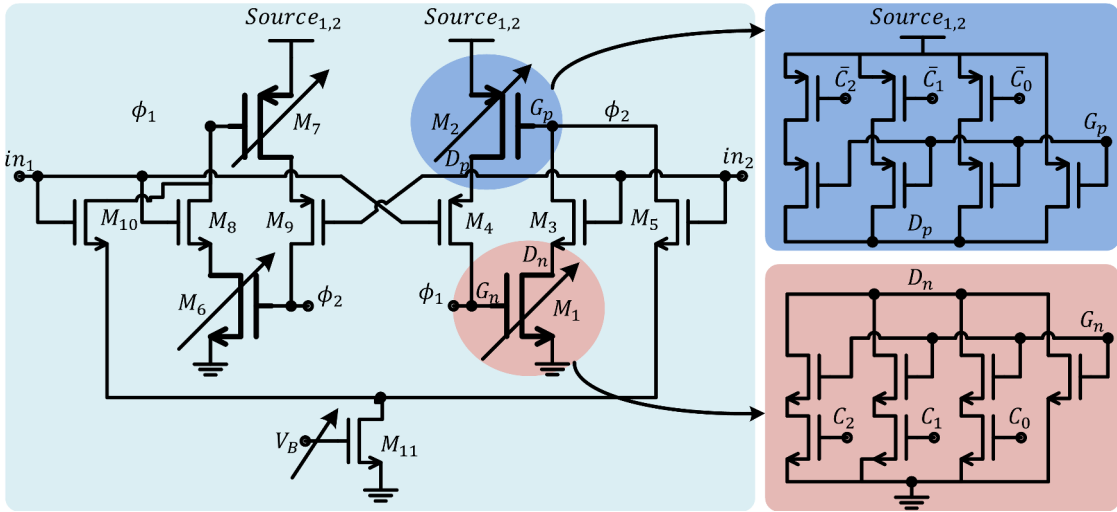 Source₁,₂
Source₁,₂
ϕ₁
M₇
M₂
Gₚ
ϕ₂
Dₚ
in₁
in₂
M₁₀
M₈
M₉
M₄
M₃
M₅
Dₙ
M₆
ϕ₂
ϕ₁
Gₙ
M₁
V_B
M₁₁
Source₁,₂
C̄₂
C̄₁
C̄₀
Gₚ
Dₚ
Dₙ
Gₙ
C₂
C₁
C₀